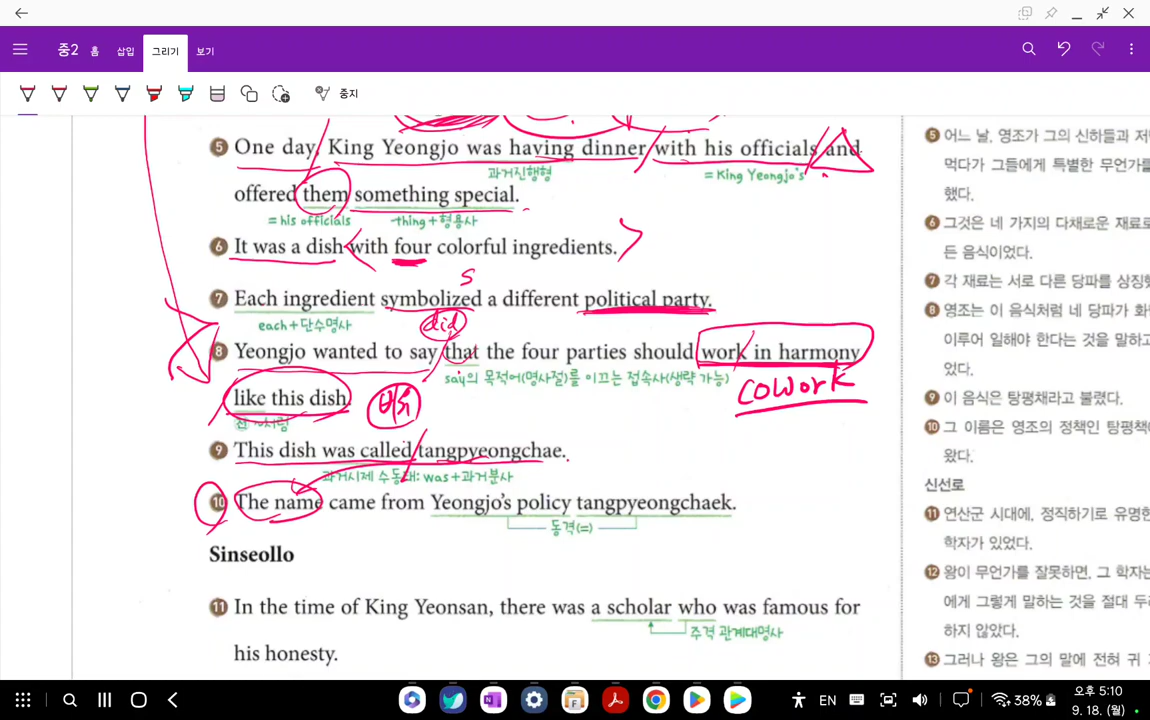 중2 홈 삽입 그리기 보기
중지
⑤ One day, King Yeongjo was having dinner with his officials and
과거진행형 = King Yeongjo's
offered them something special.
= his officials -thing+형용사
⑥ It was a dish with four colorful ingredients.
s
⑦ Each ingredient symbolized a different political party.
each+단수명사
did
⑧ Yeongjo wanted to say that the four parties should work in harmony
say의 목적어(명사절)를 이끄는 접속사(생략 가능)
cowork
like this dish
⑨ This dish was called tangpyeongchae.
과거시제 수동태: was+과거분사
⑩ The name came from Yeongjo's policy tangpyeongchaek.
동격(=)
Sinseollo
⑪ In the time of King Yeonsan, there was a scholar who was famous for
주격 관계대명사
his honesty.
⑤ 어느 날, 영조가 그의 신하들과 저
먹다가 그들에게 특별한 무언가를
했다.
⑥ 그것은 네 가지의 다채로운 재료로
든 음식이었다.
⑦ 각 재료는 서로 다른 당파를 상징
⑧ 영조는 이 음식처럼 네 당파가 화
이루어 일해야 한다는 것을 말하고
었다.
⑨ 이 음식은 탕평채라고 불렸다.
⑩ 그 이름은 영조의 정책인 탕평책에
왔다.
신선로
⑪ 연산군 시대에, 정직하기로 유명한
학자가 있었다.
⑫ 왕이 무언가를 잘못하면, 그 학자는
에게 그렇게 말하는 것을 절대 두려
하지 않았다.
⑬ 그러나 왕은 그의 말에 전혀 귀
EN 38% 오후 5:10
9. 18. (월)